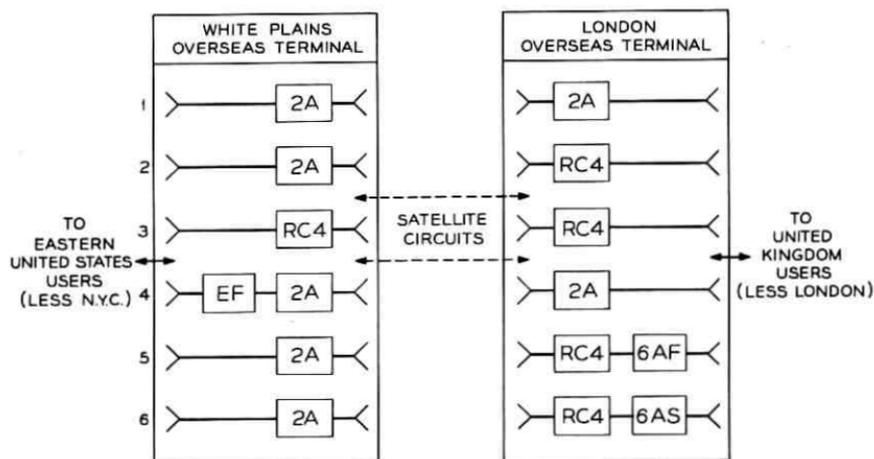 WHITE PLAINS
OVERSEAS TERMINAL
LONDON
OVERSEAS TERMINAL
1 2A 2A
2 2A RC4
3 RC4 RC4
4 EF 2A 2A
5 2A RC4 6AF
6 2A RC4 6AS
TO
EASTERN
UNITED STATES
USERS
(LESS N.Y.C.)
SATELLITE
CIRCUITS
TO
UNITED
KINGDOM
USERS
(LESS LONDON)